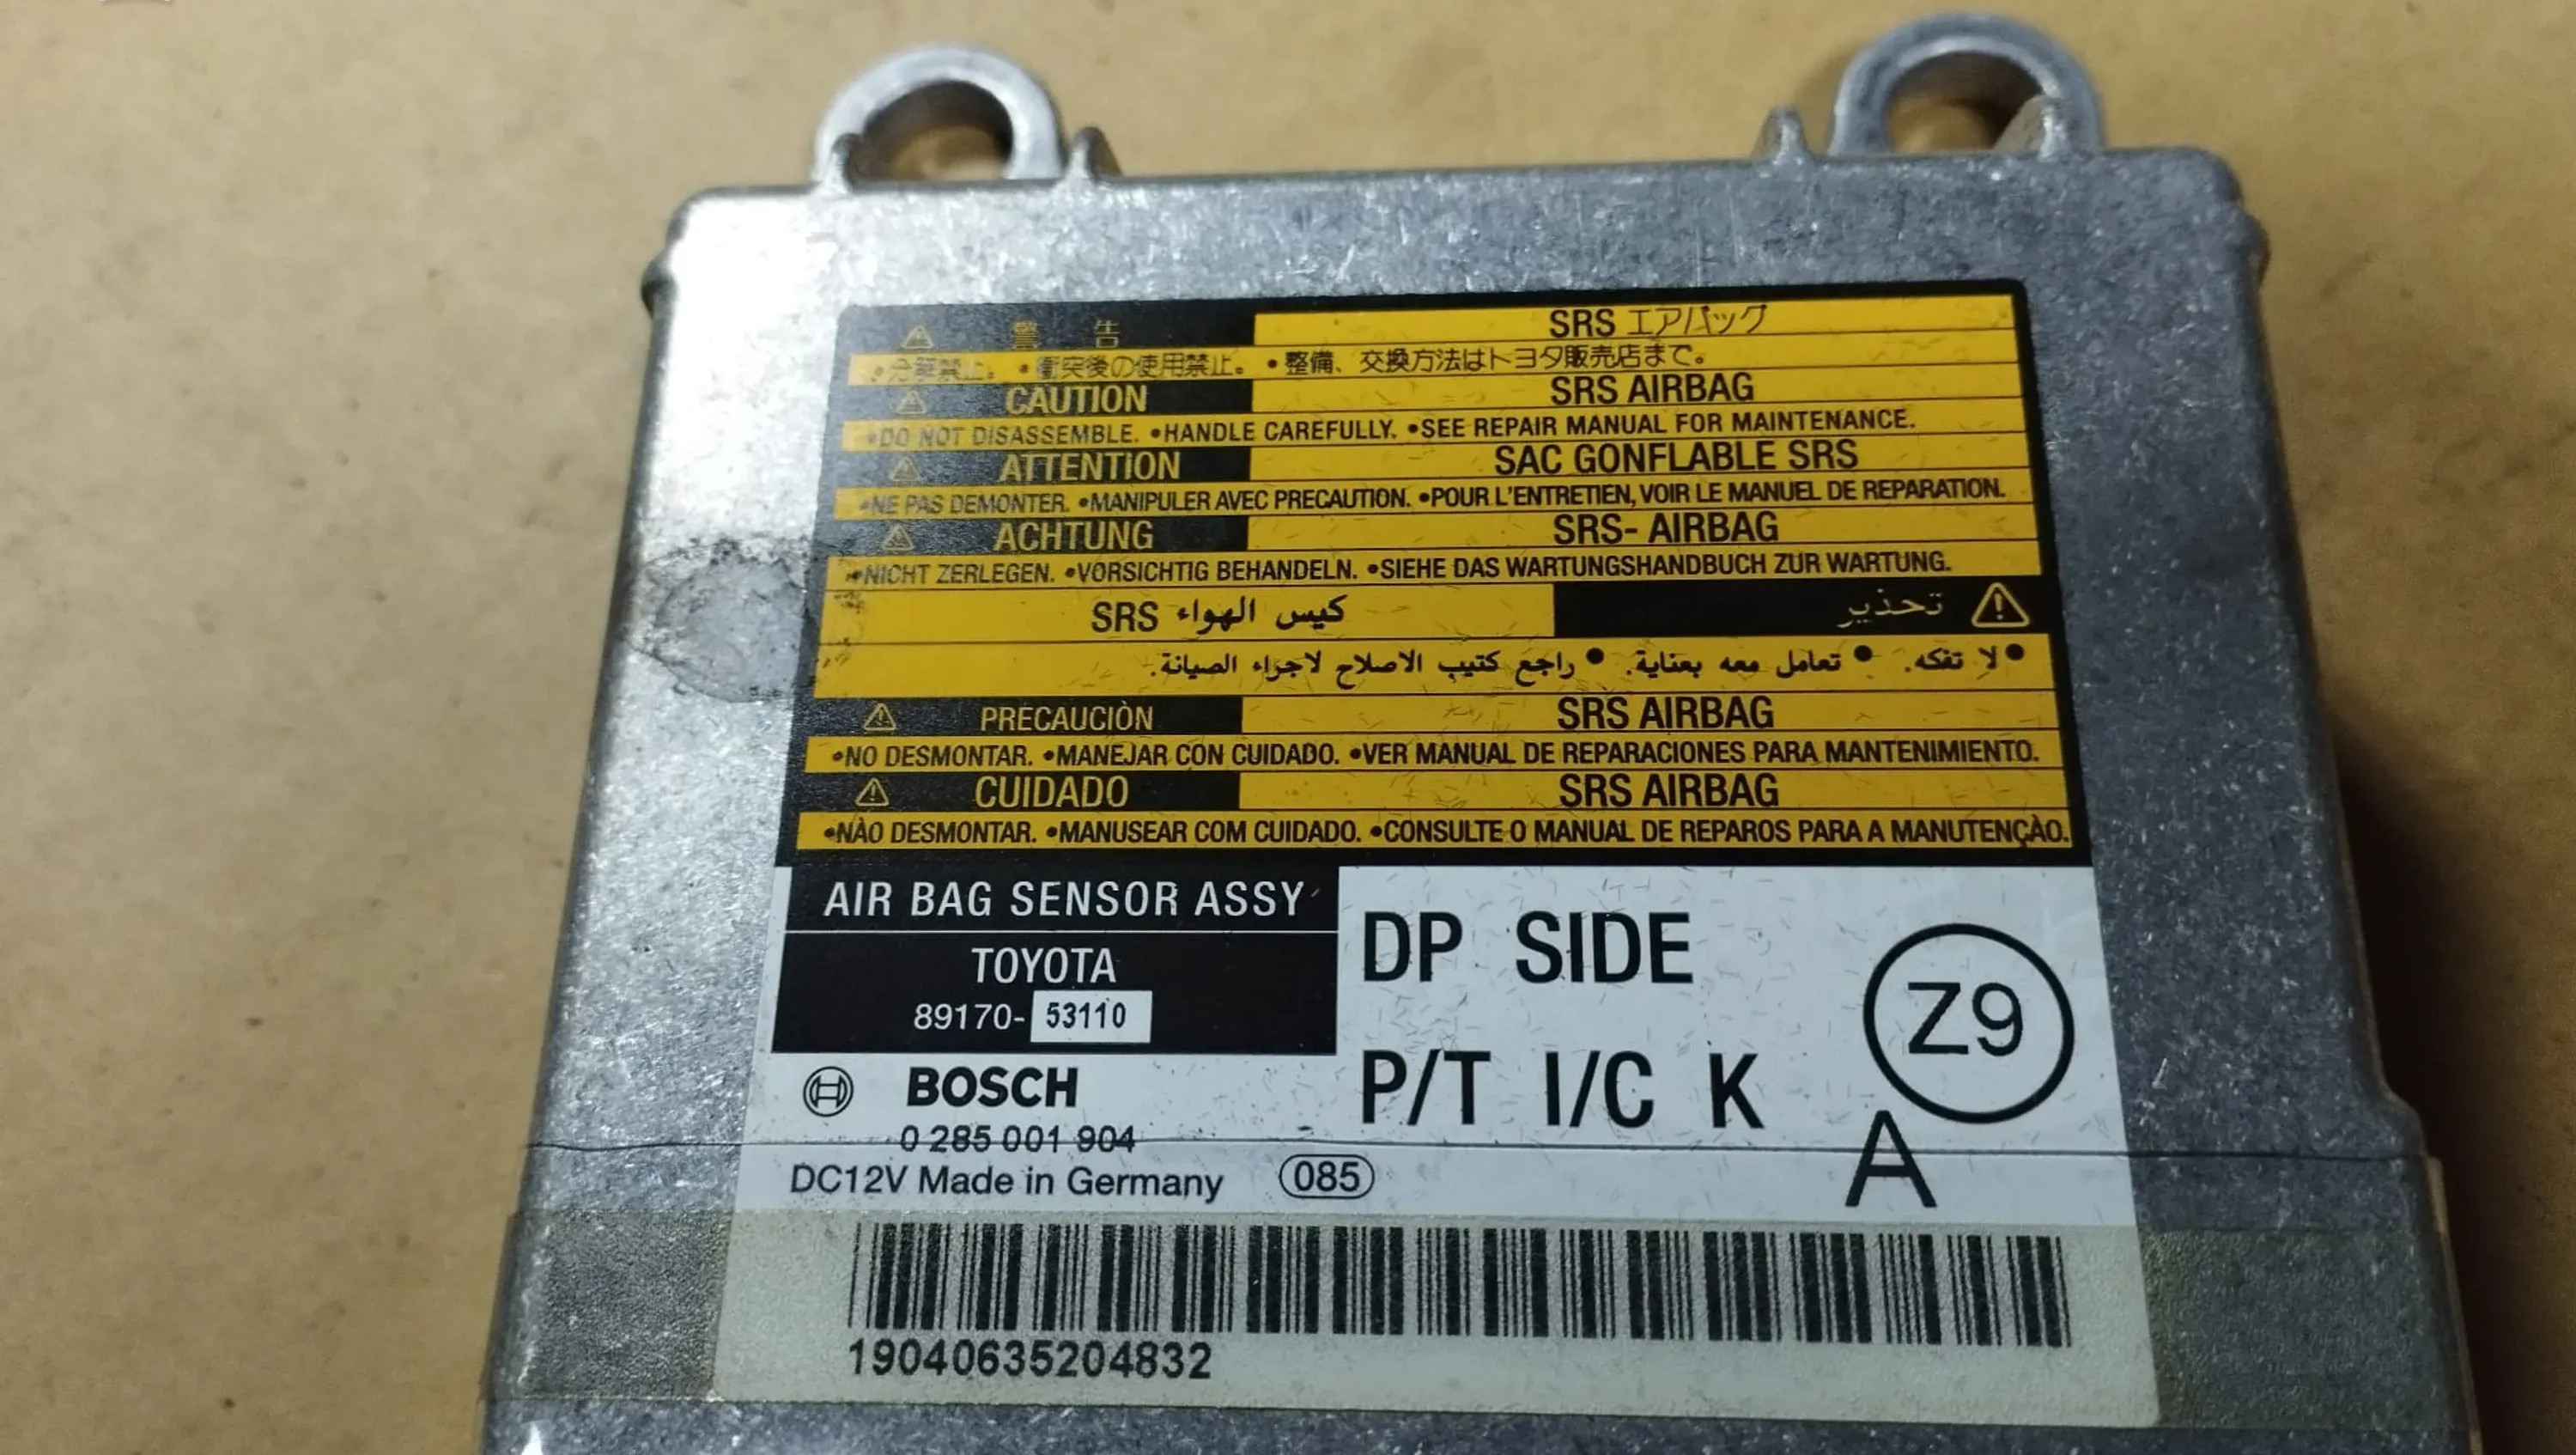 警 告 SRS エアバッグ
•分解禁止。 •衝突後の使用禁止。 •整備、交換方法はトヨタ販売店まで。
CAUTION SRS AIRBAG
•DO NOT DISASSEMBLE. •HANDLE CAREFULLY. •SEE REPAIR MANUAL FOR MAINTENANCE.
ATTENTION SAC GONFLABLE SRS
•NE PAS DEMONTER. •MANIPULER AVEC PRECAUTION. •POUR L'ENTRETIEN, VOIR LE MANUEL DE REPARATION.
ACHTUNG SRS- AIRBAG
•NICHT ZERLEGEN. •VORSICHTIG BEHANDELN. •SIEHE DAS WARTUNGSHANDBUCH ZUR WARTUNG.
تحذير كيس الهواء SRS
• لا تفكه. • تعامل معه بعناية. • راجع كتيب الاصلاح لاجراء الصيانة.
PRECAUCIÒN SRS AIRBAG
•NO DESMONTAR. •MANEJAR CON CUIDADO. •VER MANUAL DE REPARACIONES PARA MANTENIMIENTO.
CUIDADO SRS AIRBAG
•NÃO DESMONTAR. •MANUSEAR COM CUIDADO. •CONSULTE O MANUAL DE REPAROS PARA A MANUTENÇÃO.
AIR BAG SENSOR ASSY
TOYOTA
89170- 53110
DP SIDE
P/T I/C K
Z9
A
BOSCH
0 285 001 904
DC12V Made in Germany 085
19040635204832